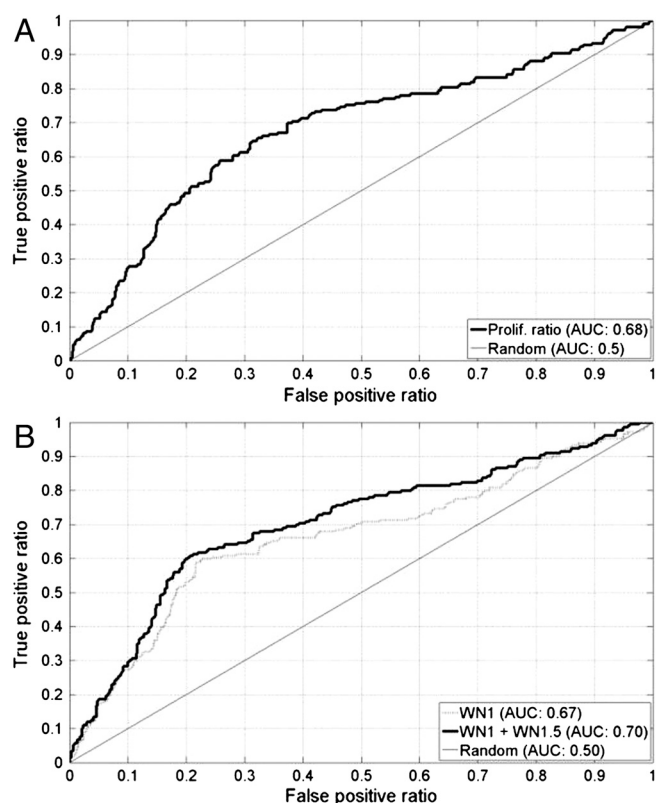 A
1
0.9
0.8
0.7
0.6
0.5
0.4
0.3
0.2
0.1
0
True positive ratio
Prolif. ratio (AUC: 0.68)
Random (AUC: 0.5)
0 0.1 0.2 0.3 0.4 0.5 0.6 0.7 0.8 0.9 1
False positive ratio
B
1
0.9
0.8
0.7
0.6
0.5
0.4
0.3
0.2
0.1
0
True positive ratio
WN1 (AUC: 0.67)
WN1 + WN1.5 (AUC: 0.70)
Random (AUC: 0.50)
0 0.1 0.2 0.3 0.4 0.5 0.6 0.7 0.8 0.9 1
False positive ratio